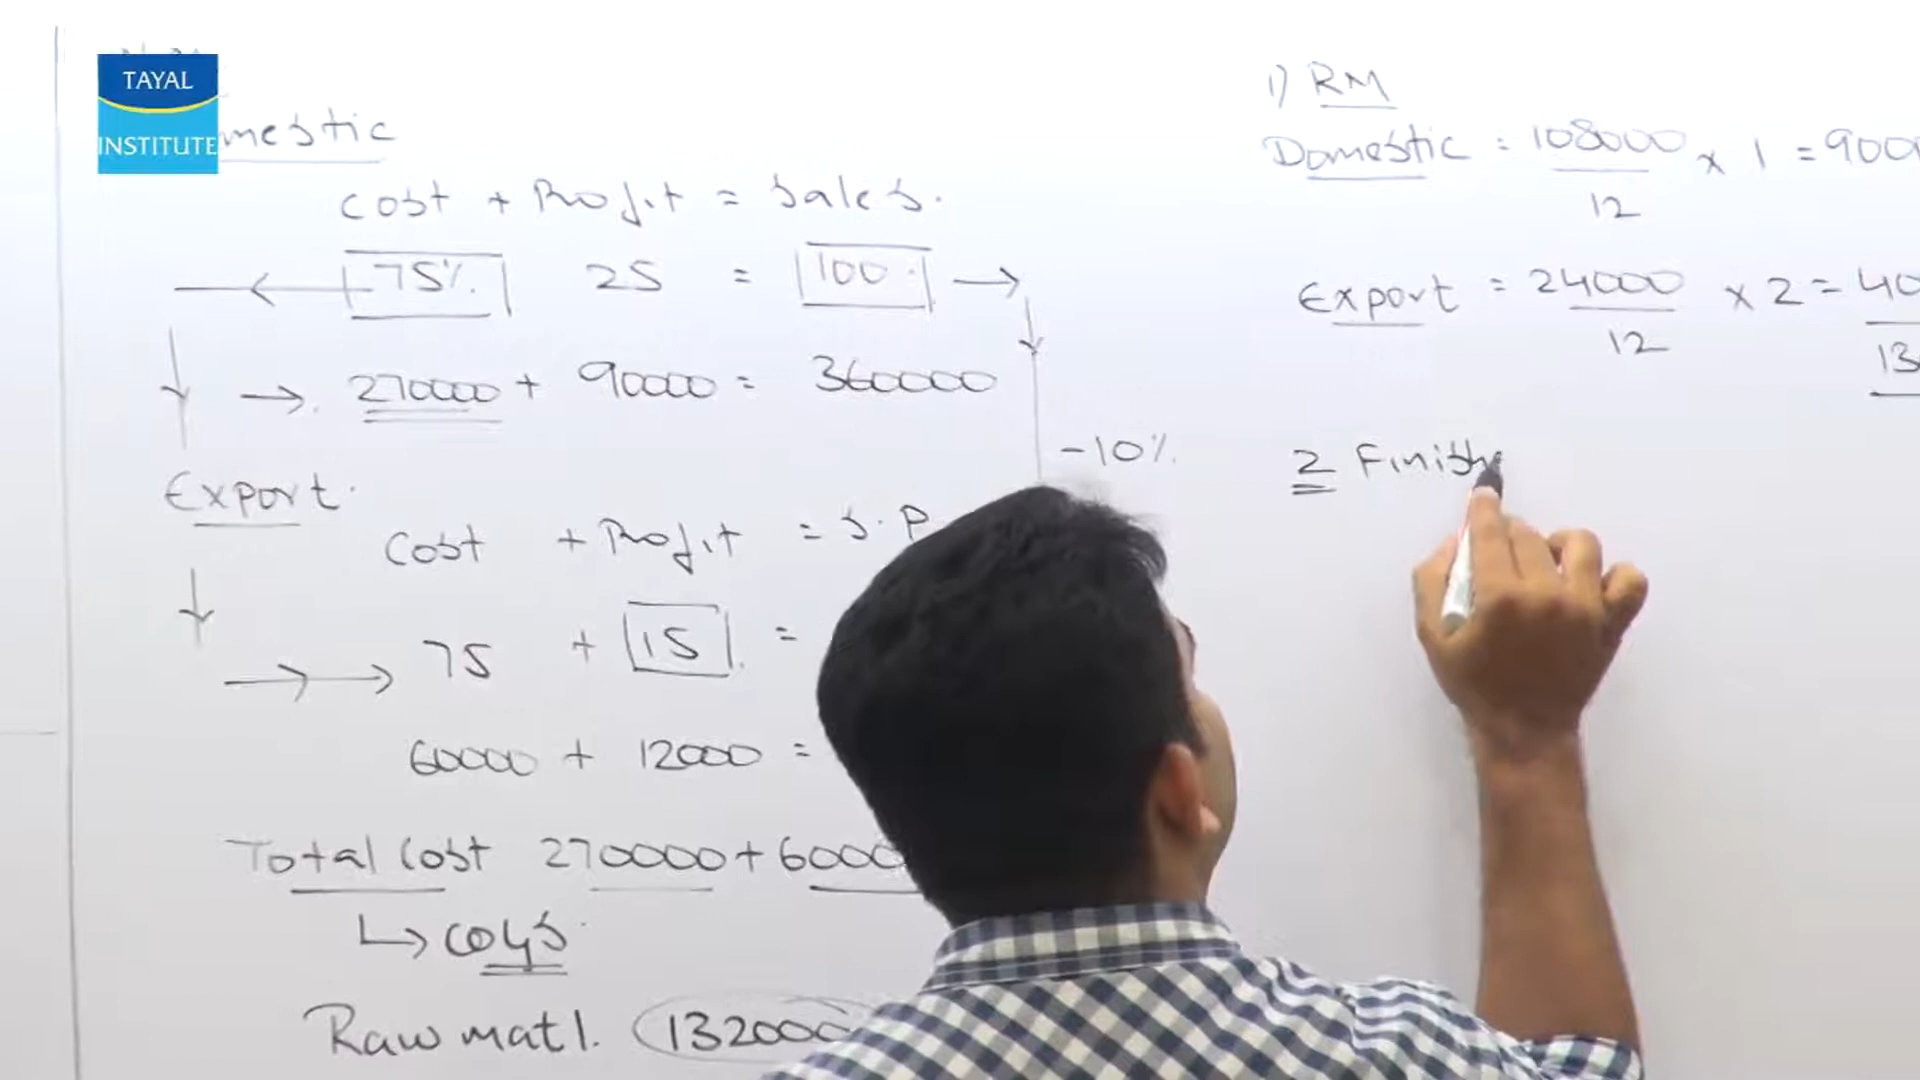 TAYAL
INSTITUTE
mestic
Cost + Profit = Sales.
75% 25 = 100.
→. 270000 + 90000 = 360000
-10%
Export.
Cost + Profit = S.P
75 + 15. =
60000 + 12000 =
Total Cost 270000 + 6000
↳ COGS.
Raw matl. 132000
1) RM
Domestic = 108000 / 12 x 1 = 900
Export = 24000 / 12 x 2 = 40
13
2 Finish